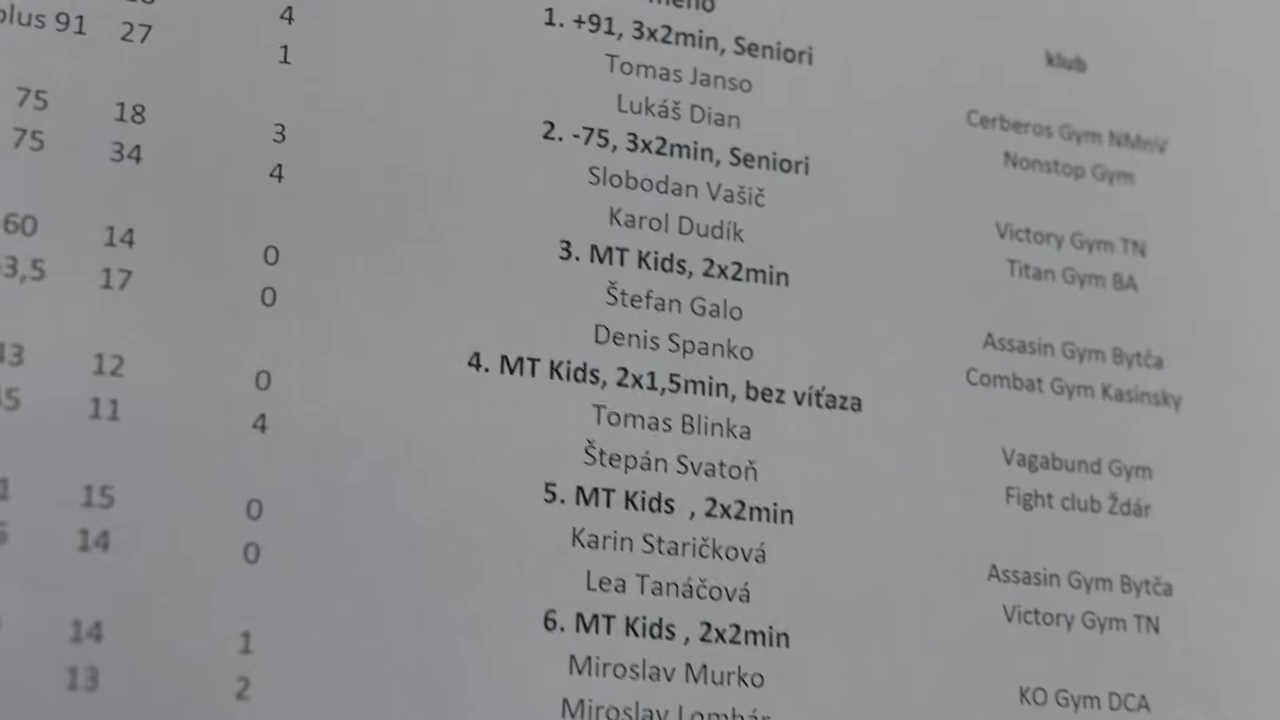 klub
1. +91, 3x2min, Seniori
4 Tomas Janso Cerberos Gym NMnV
plus 91 27 1 Lukáš Dian Nonstop Gym
2. -75, 3x2min, Seniori
75 18 3 Slobodan Vašič Victory Gym TN
75 34 4 Karol Dudík Titan Gym BA
3. MT Kids, 2x2min
60 14 0 Štefan Galo Assasin Gym Bytča
3,5 17 0 Denis Spanko Combat Gym Kasinsky
4. MT Kids, 2x1,5min, bez víťaza
12 0 Tomas Blinka Vagabund Gym
11 4 Štepán Svatoň Fight club Ždár
5. MT Kids , 2x2min
15 0 Karin Staričková Assasin Gym Bytča
14 0 Lea Tanáčová Victory Gym TN
6. MT Kids , 2x2min
14 1 Miroslav Murko KO Gym DCA
13 2 Miroslav